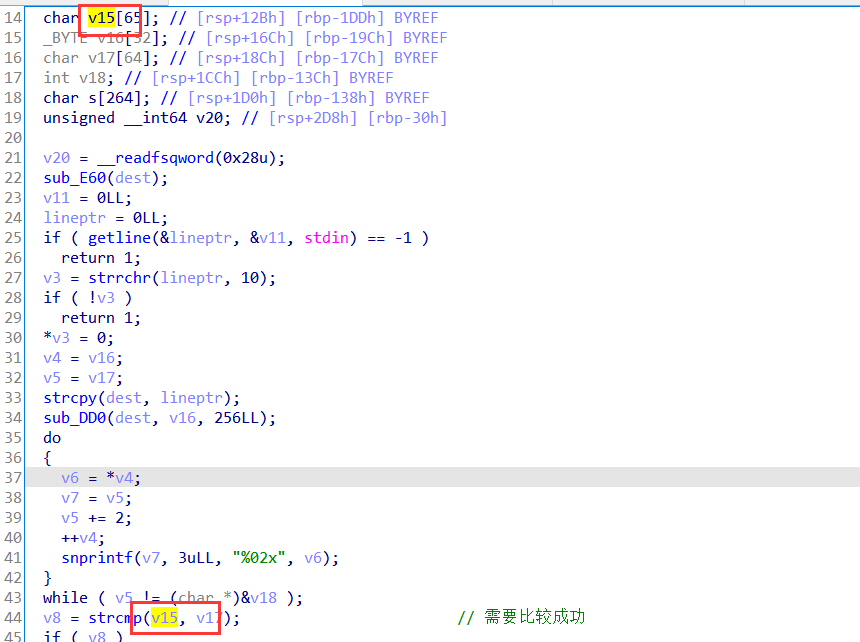 14 char v15[65]; // [rsp+12Bh] [rbp-1DDh] BYREF
15 _BYTE v16[32]; // [rsp+16Ch] [rbp-19Ch] BYREF
16 char v17[64]; // [rsp+18Ch] [rbp-17Ch] BYREF
17 int v18; // [rsp+1CCh] [rbp-13Ch] BYREF
18 char s[264]; // [rsp+1D0h] [rbp-138h] BYREF
19 unsigned __int64 v20; // [rsp+2D8h] [rbp-30h]
20
21 v20 = __readfsqword(0x28u);
22 sub_E60(dest);
23 v11 = 0LL;
24 lineptr = 0LL;
25 if ( getline(&lineptr, &v11, stdin) == -1 )
26 return 1;
27 v3 = strrchr(lineptr, 10);
28 if ( !v3 )
29 return 1;
30 *v3 = 0;
31 v4 = v16;
32 v5 = v17;
33 strcpy(dest, lineptr);
34 sub_DD0(dest, v16, 256LL);
35 do
36 {
37 v6 = *v4;
38 v7 = v5;
39 v5 += 2;
40 ++v4;
41 snprintf(v7, 3uLL, "%02x", v6);
42 }
43 while ( v5 != (char *)&v18 );
44 v8 = strcmp(v15, v17); // 需要比较成功
45 if ( v8 )